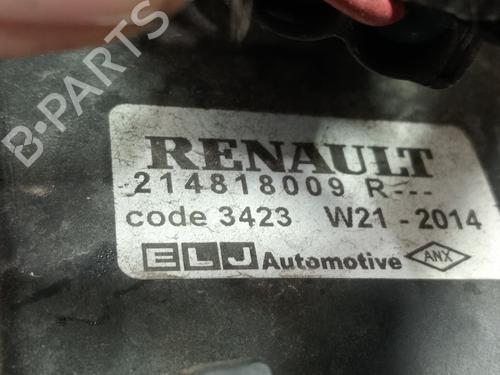 B-PARTS
RENAULT
214818009 R---
code 3423 W21 - 2014
ELJ Automotive ANX